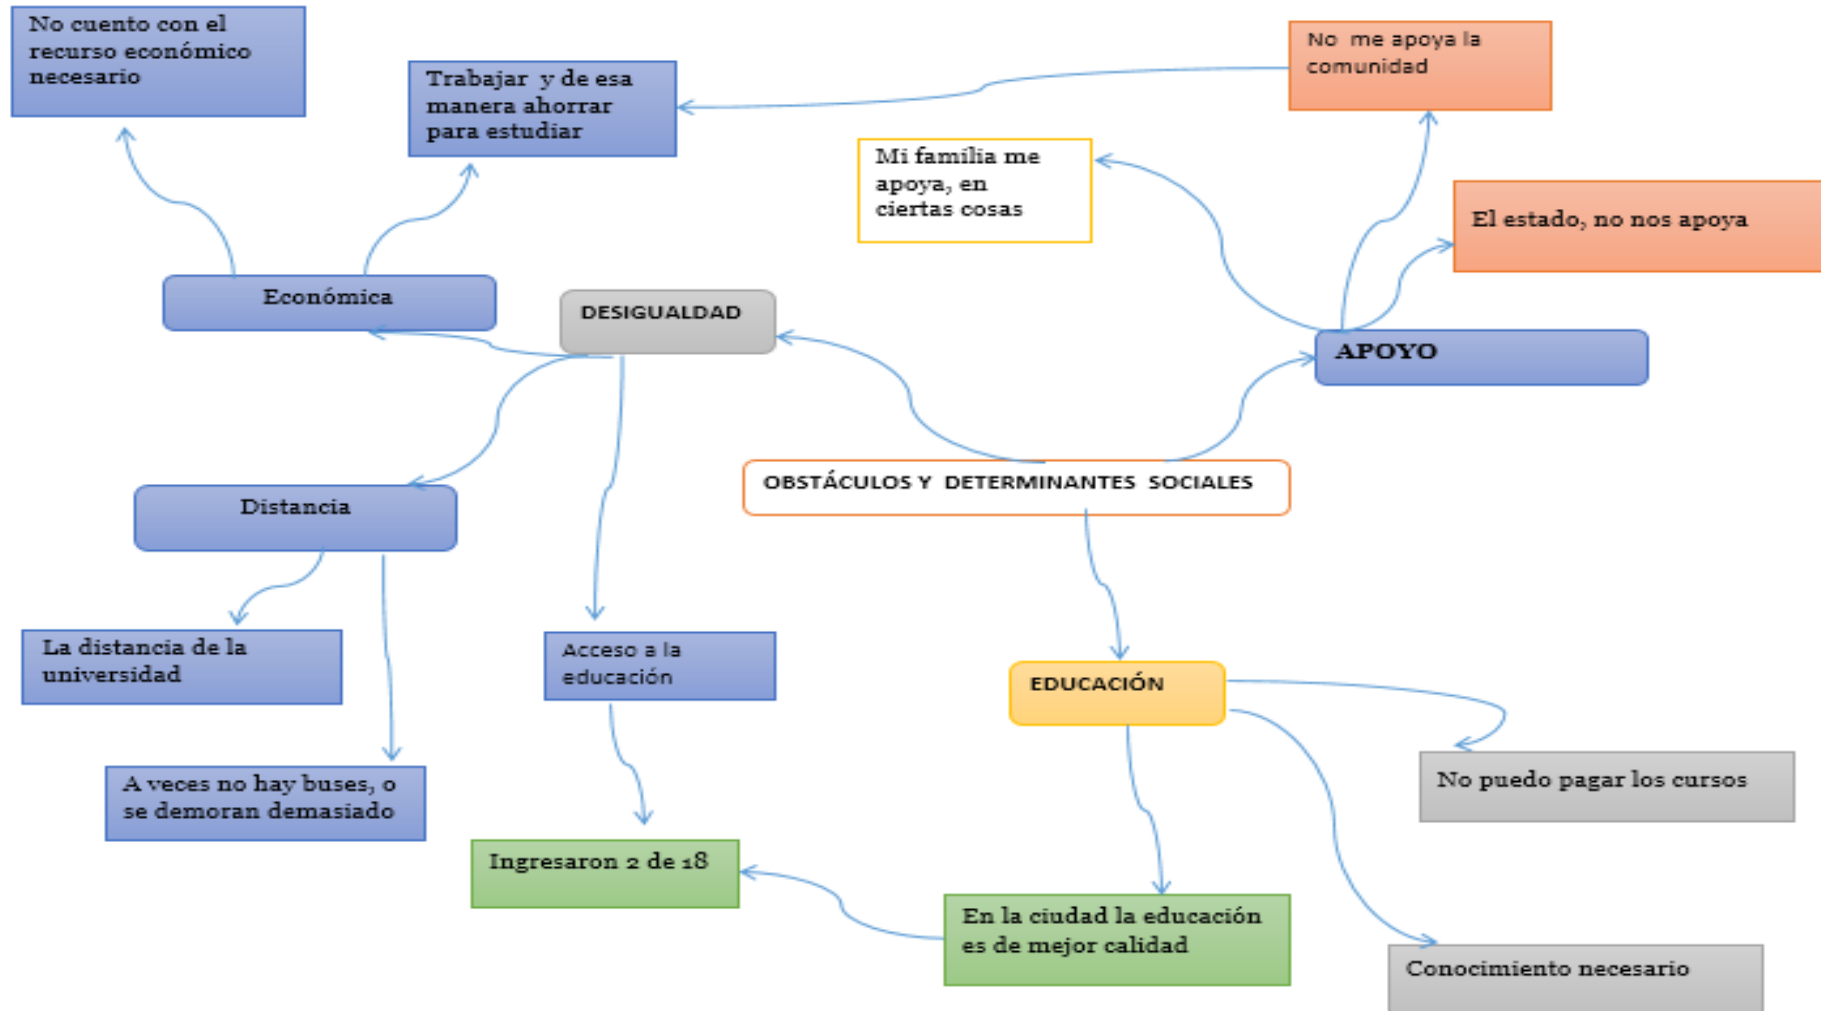 No cuento con el
recurso económico
necesario
Trabajar y de esa
manera ahorrar
para estudiar
No me apoya la
comunidad
Mi familia me
apoya, en
ciertas cosas
El estado, no nos apoya
Económica
DESIGUALDAD
APOYO
OBSTÁCULOS Y DETERMINANTES SOCIALES
Distancia
La distancia de la
universidad
Acceso a la
educación
EDUCACIÓN
A veces no hay buses, o
se demoran demasiado
No puedo pagar los cursos
Ingresaron 2 de 18
En la ciudad la educación
es de mejor calidad
Conocimiento necesario